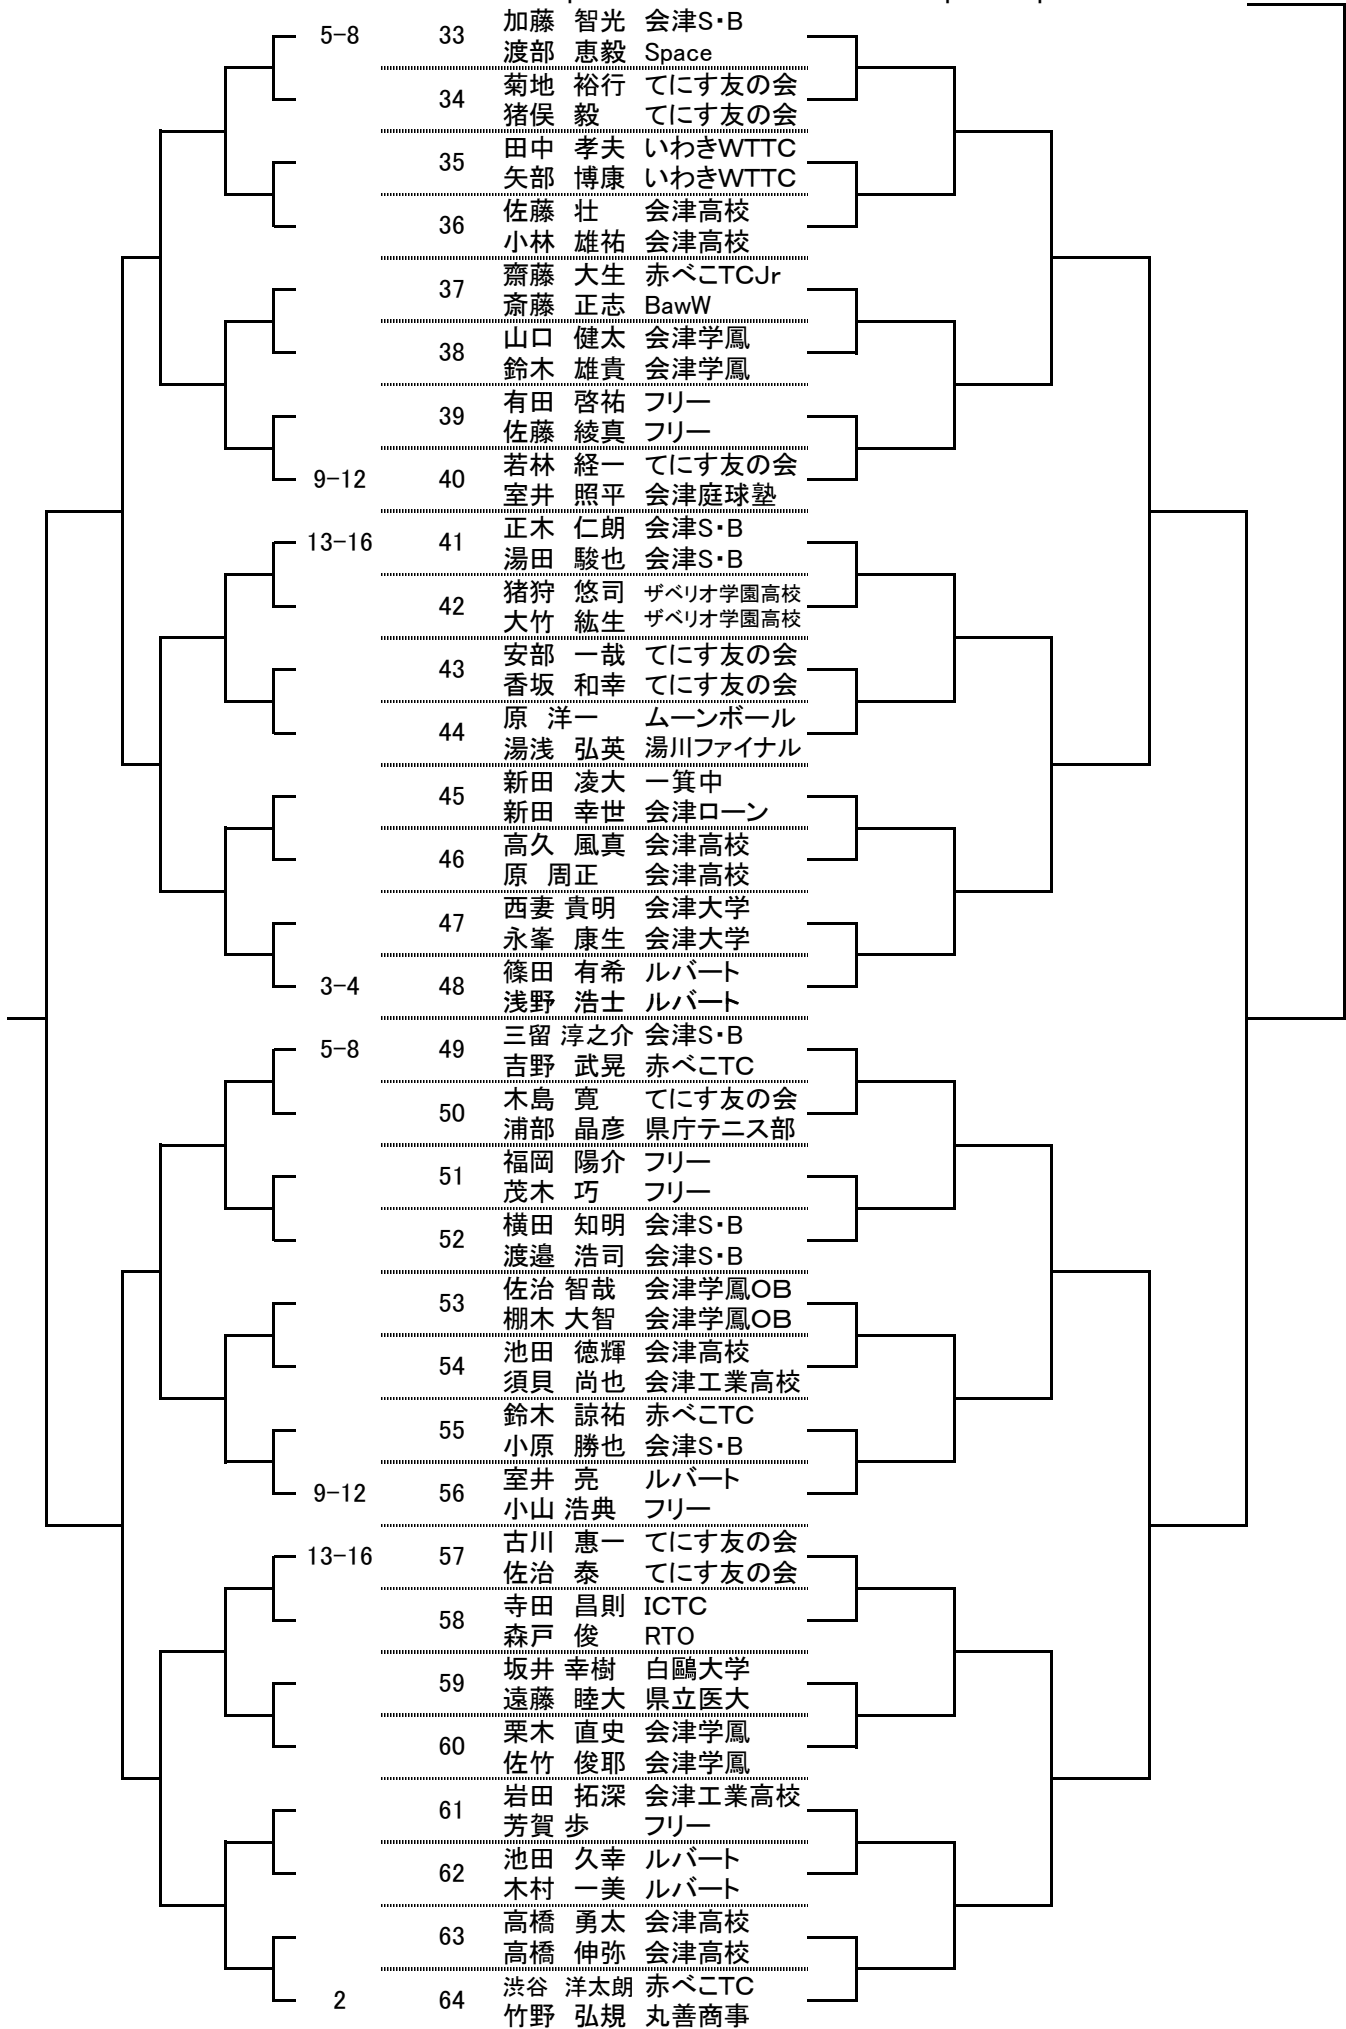 5-8 33 加藤 智光 会津S・B
渡部 恵毅 Space
34 菊地 裕行 てにす友の会
猪俣 毅 てにす友の会
35 田中 孝夫 いわきWTTC
矢部 博康 いわきWTTC
36 佐藤 壮 会津高校
小林 雄祐 会津高校
37 齋藤 大生 赤べこTCJr
斎藤 正志 BawW
38 山口 健太 会津学鳳
鈴木 雄貴 会津学鳳
39 有田 啓祐 フリー
佐藤 綾真 フリー
9-12 40 若林 経一 てにす友の会
室井 照平 会津庭球塾
13-16 41 正木 仁朗 会津S・B
湯田 駿也 会津S・B
42 猪狩 悠司 ザベリオ学園高校
大竹 紘生 ザベリオ学園高校
43 安部 一哉 てにす友の会
香坂 和幸 てにす友の会
44 原 洋一 ムーンボール
湯浅 弘英 湯川ファイナル
45 新田 凌大 一箕中
新田 幸世 会津ローン
46 高久 風真 会津高校
原 周正 会津高校
47 西妻 貴明 会津大学
永峯 康生 会津大学
3-4 48 篠田 有希 ルバート
浅野 浩士 ルバート
5-8 49 三留 淳之介 会津S・B
吉野 武晃 赤べこTC
50 木島 寛 てにす友の会
浦部 晶彦 県庁テニス部
51 福岡 陽介 フリー
茂木 巧 フリー
52 横田 知明 会津S・B
渡邉 浩司 会津S・B
53 佐治 智哉 会津学鳳OB
棚木 大智 会津学鳳OB
54 池田 徳輝 会津高校
須貝 尚也 会津工業高校
55 鈴木 諒祐 赤べこTC
小原 勝也 会津S・B
9-12 56 室井 亮 ルバート
小山 浩典 フリー
13-16 57 古川 惠一 てにす友の会
佐治 泰 てにす友の会
58 寺田 昌則 ICTC
森戸 俊 RTO
59 坂井 幸樹 白鷗大学
遠藤 睦大 県立医大
60 栗木 直史 会津学鳳
佐竹 俊耶 会津学鳳
61 岩田 拓深 会津工業高校
芳賀 歩 フリー
62 池田 久幸 ルバート
木村 一美 ルバート
63 高橋 勇太 会津高校
高橋 伸弥 会津高校
2 64 渋谷 洋太朗 赤べこTC
竹野 弘規 丸善商事